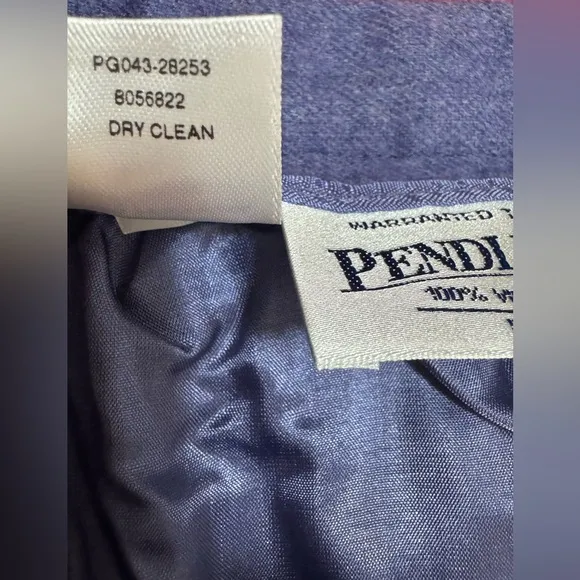 PG043-28253
8056822
DRY CLEAN
WARRANTED
PENDL
100%